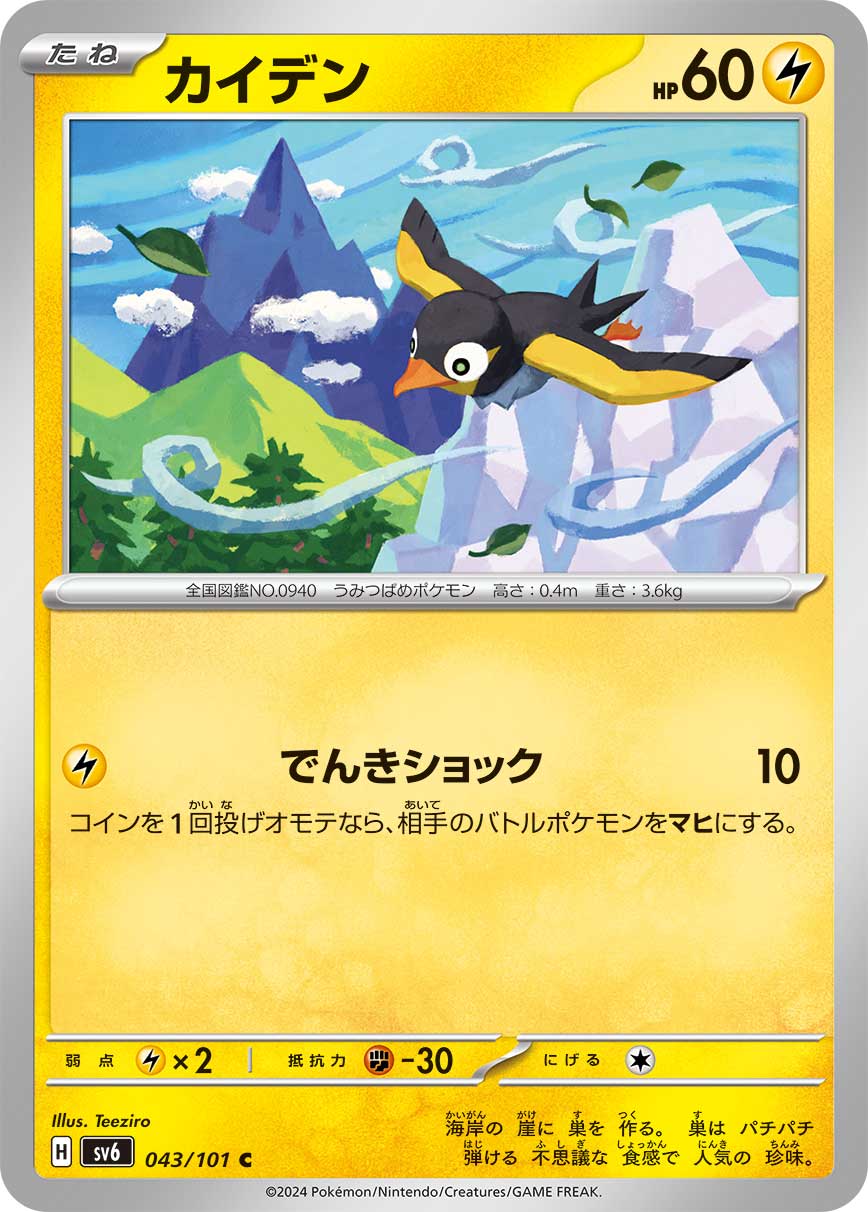 たね カイデン HP60
全国図鑑NO.0940 うみつばめポケモン 高さ:0.4m 重さ:3.6kg
でんきショック 10
コインを1回投げオモテなら、相手のバトルポケモンをマヒにする。
弱点 ×2 抵抗力 -30 にげる
Illus. Teeziro
H sv6 043/101 C
海岸の 崖に 巣を 作る。 巣は パチパチ
弾ける 不思議な 食感で 人気の 珍味。
©2024 Pokémon/Nintendo/Creatures/GAME FREAK.